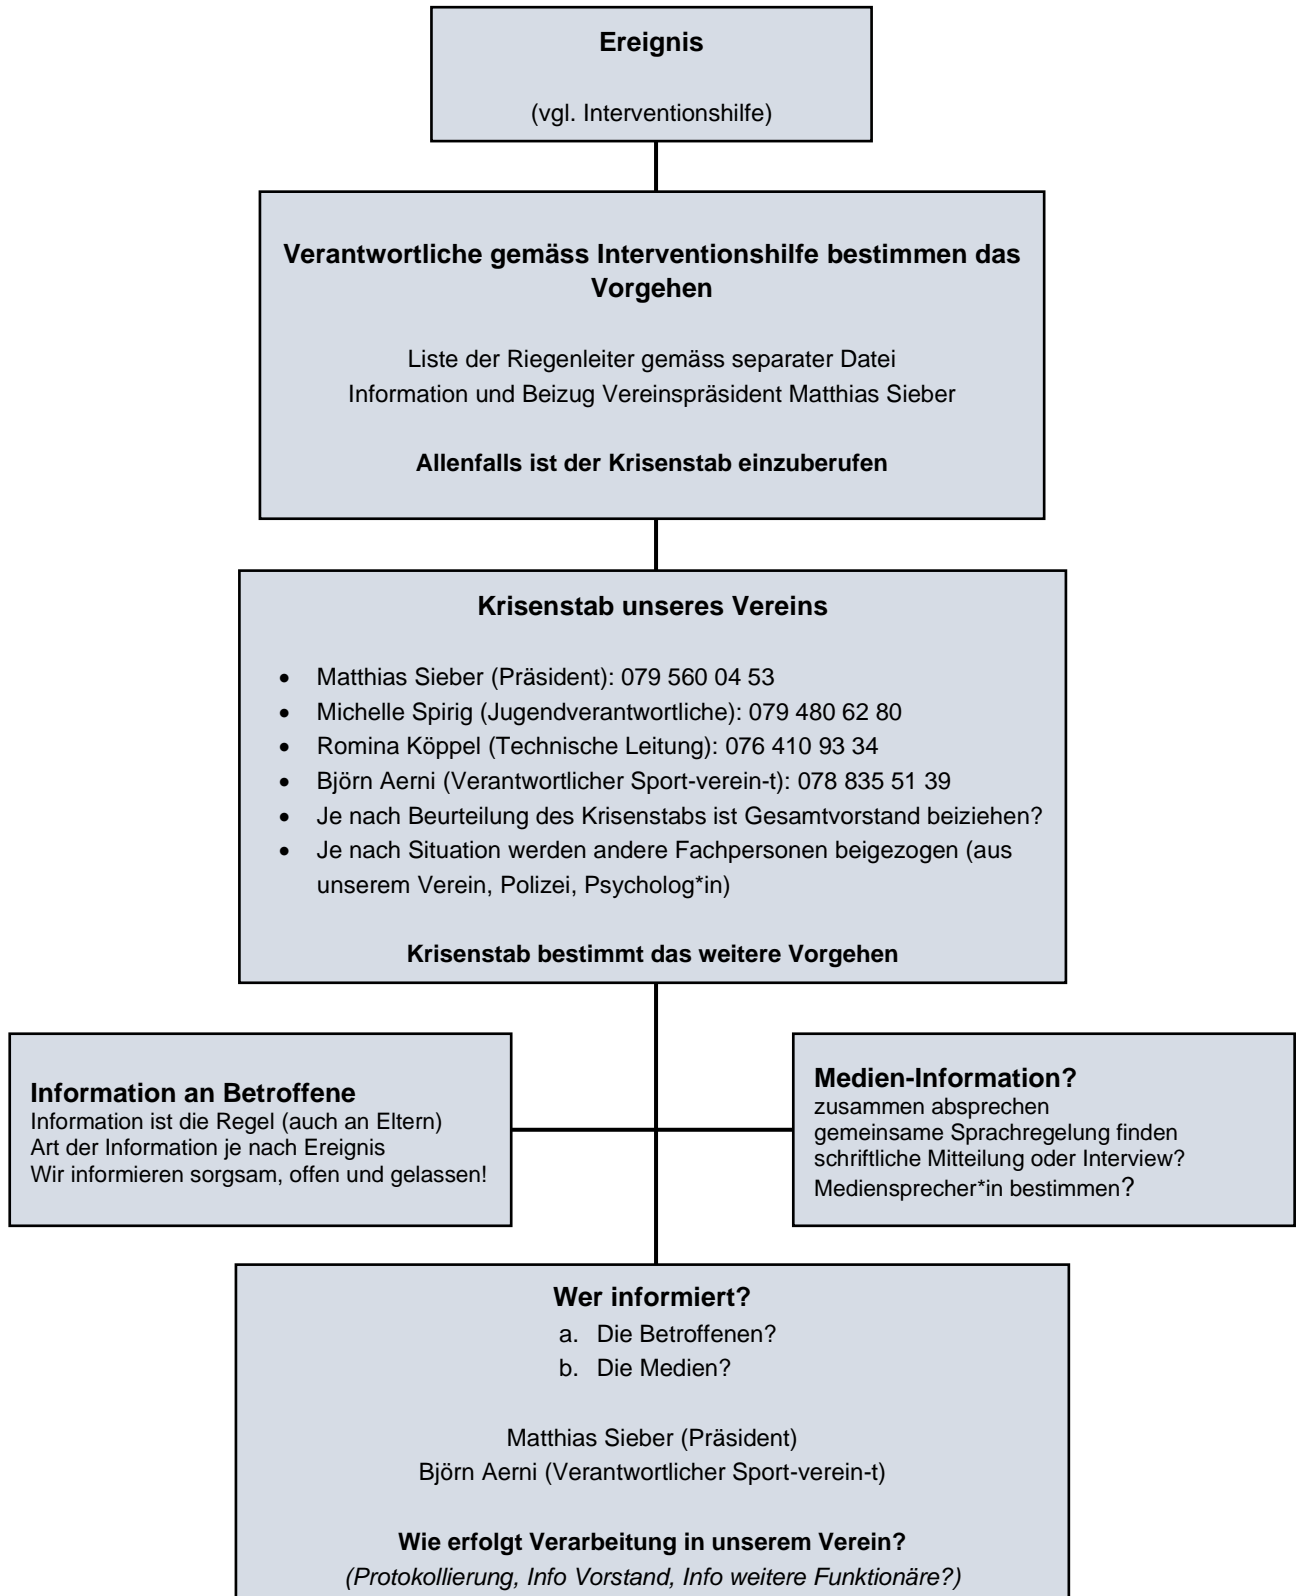 Ereignis
(vgl. Interventionshilfe)
Verantwortliche gemäss Interventionshilfe bestimmen das
Vorgehen
Liste der Riegenleiter gemäss separater Datei
Information und Beizug Vereinspräsident Matthias Sieber
Allenfalls ist der Krisenstab einzuberufen
Krisenstab unseres Vereins
• Matthias Sieber (Präsident): 079 560 04 53
• Michelle Spirig (Jugendverantwortliche): 079 480 62 80
• Romina Köppel (Technische Leitung): 076 410 93 34
• Björn Aerni (Verantwortlicher Sport-verein-t): 078 835 51 39
• Je nach Beurteilung des Krisenstabs ist Gesamtvorstand beiziehen?
• Je nach Situation werden andere Fachpersonen beigezogen (aus
unserem Verein, Polizei, Psycholog*in)
Krisenstab bestimmt das weitere Vorgehen
Information an Betroffene
Information ist die Regel (auch an Eltern)
Art der Information je nach Ereignis
Wir informieren sorgsam, offen und gelassen!
Medien-Information?
zusammen absprechen
gemeinsame Sprachregelung finden
schriftliche Mitteilung oder Interview?
Mediensprecher*in bestimmen?
Wer informiert?
a. Die Betroffenen?
b. Die Medien?
Matthias Sieber (Präsident)
Björn Aerni (Verantwortlicher Sport-verein-t)
Wie erfolgt Verarbeitung in unserem Verein?
(Protokollierung, Info Vorstand, Info weitere Funktionäre?)